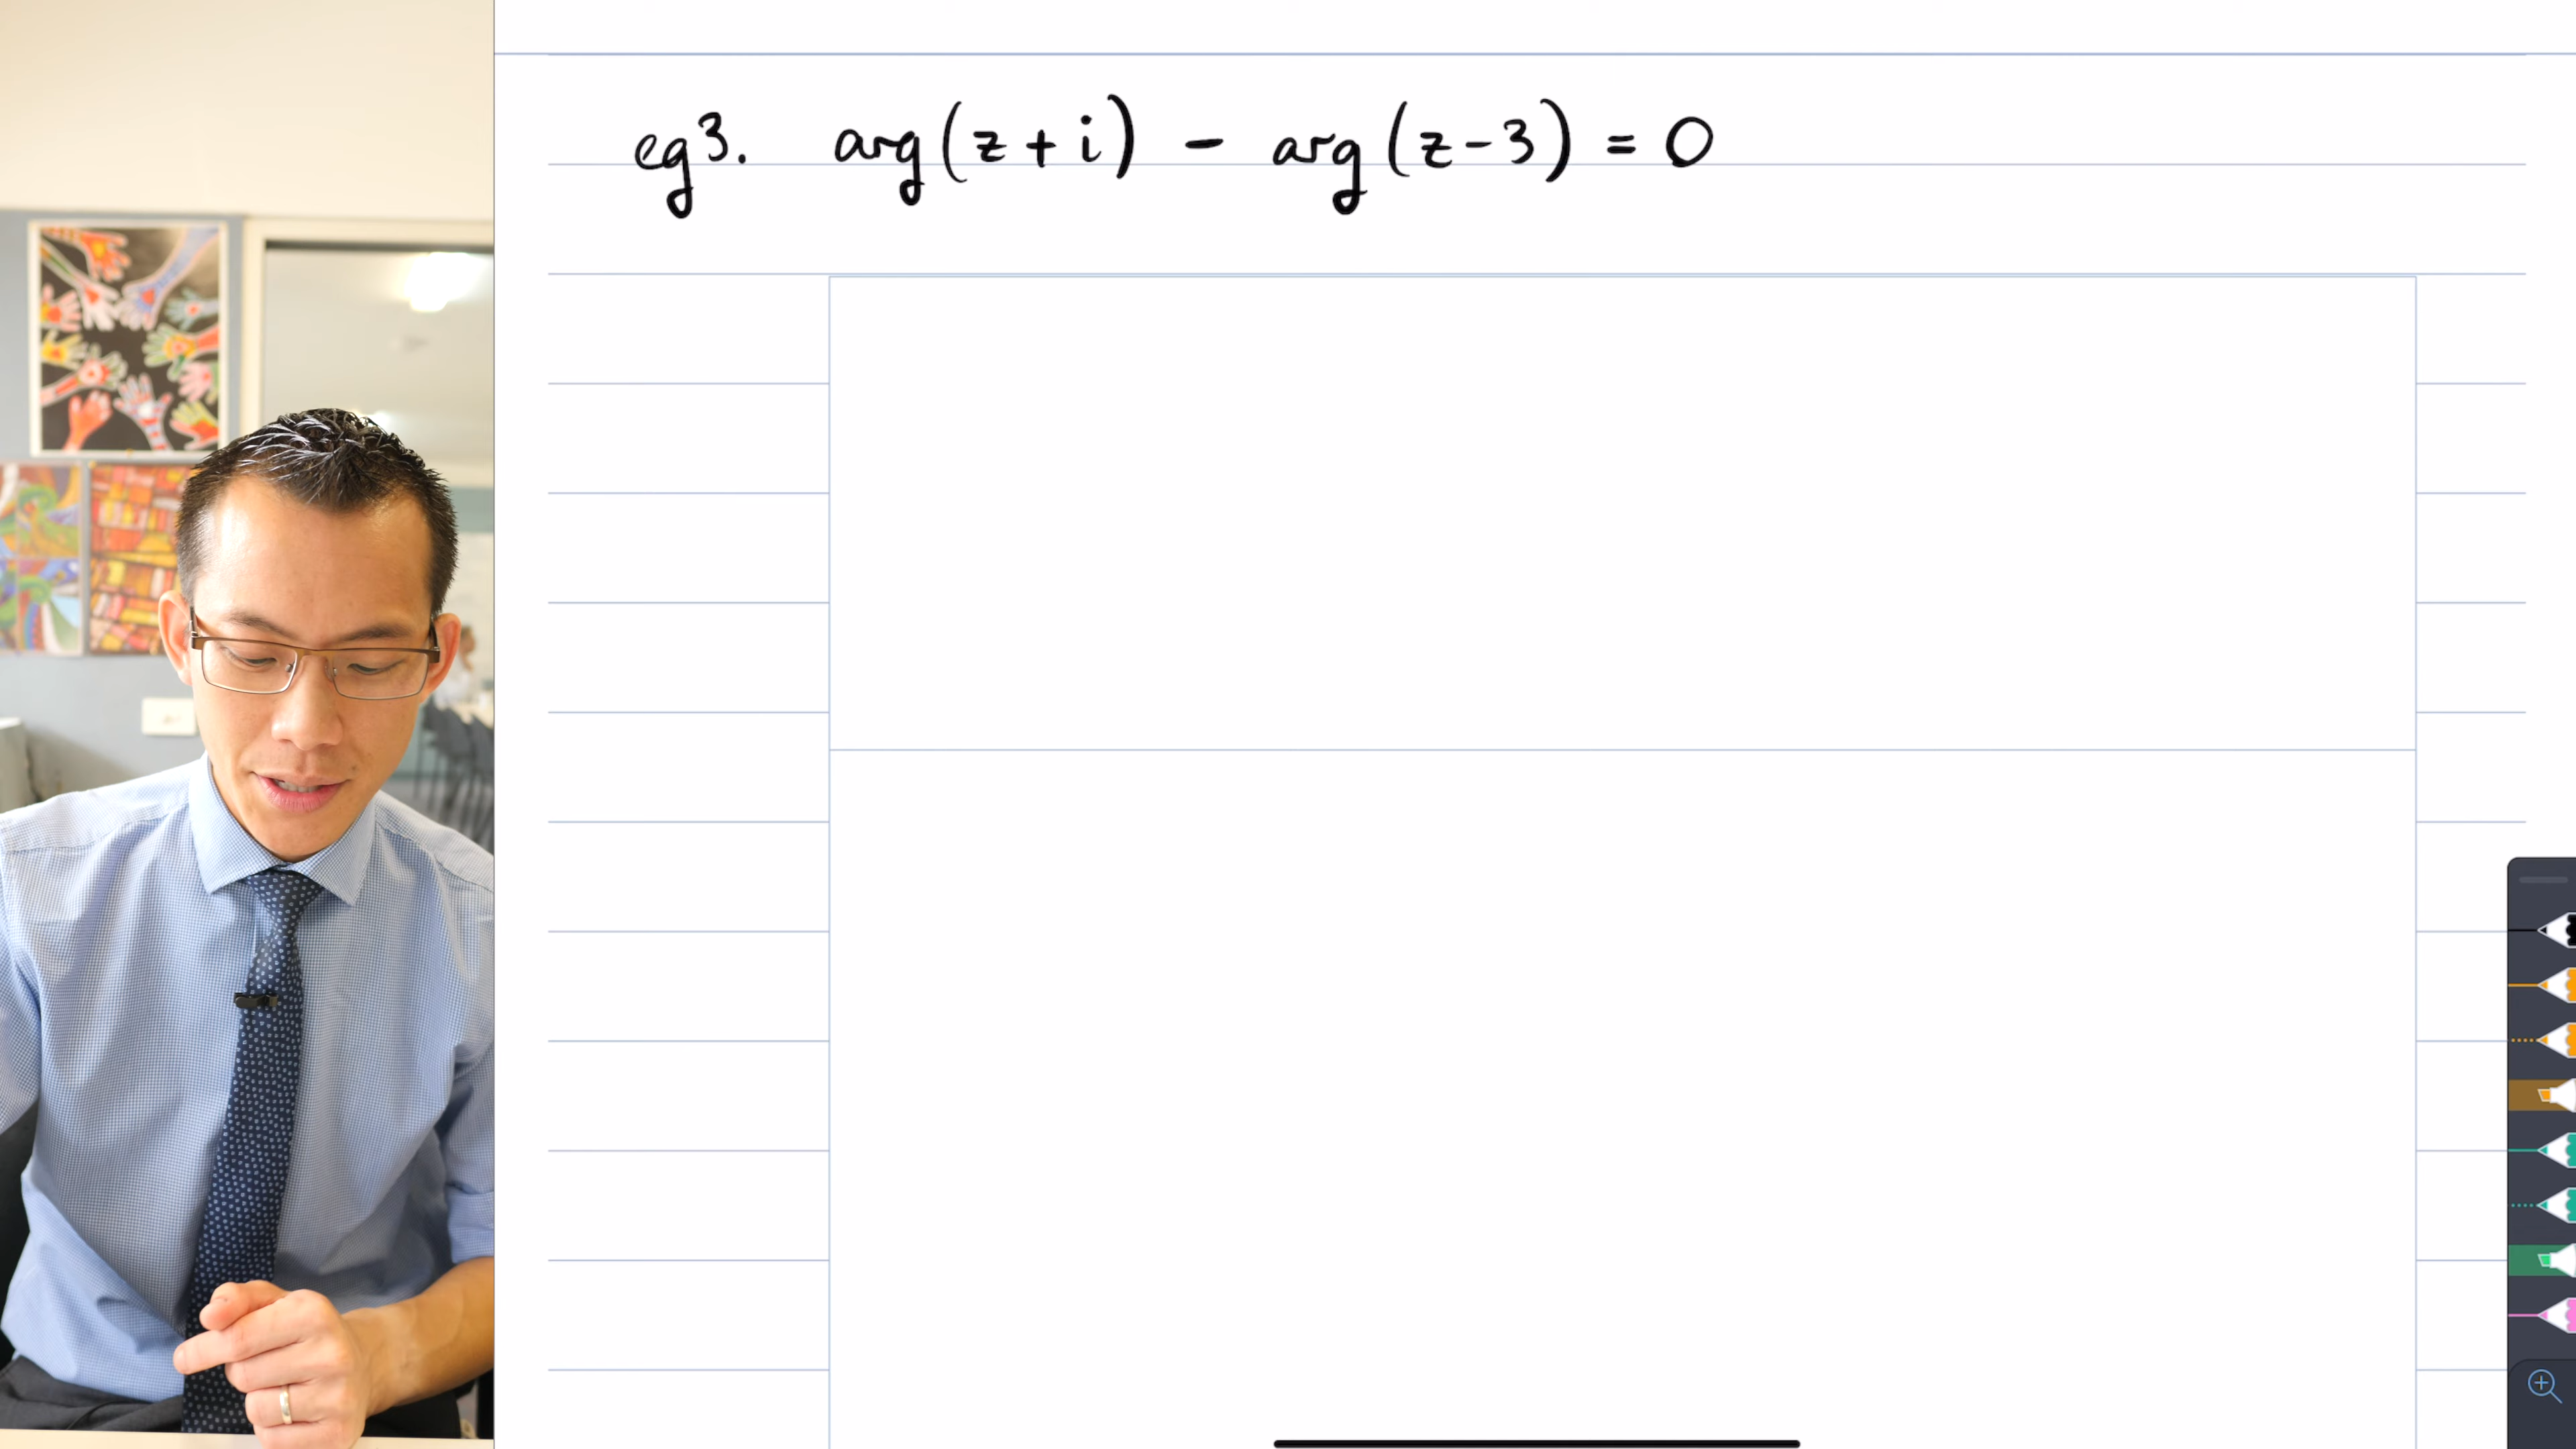 eg3. arg(z+i) - arg(z-3) = 0